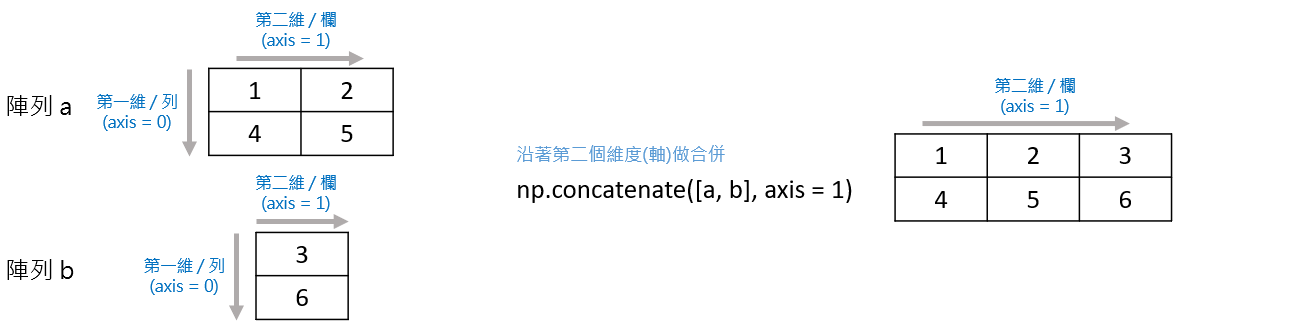 第二維 / 欄
(axis = 1)
陣列 a
第一維 / 列
(axis = 0)
1 2
4 5
第二維 / 欄
(axis = 1)
陣列 b
第一維 / 列
(axis = 0)
3
6
沿著第二個維度(軸)做合併
np.concatenate([a, b], axis = 1)
第二維 / 欄
(axis = 1)
1 2 3
4 5 6